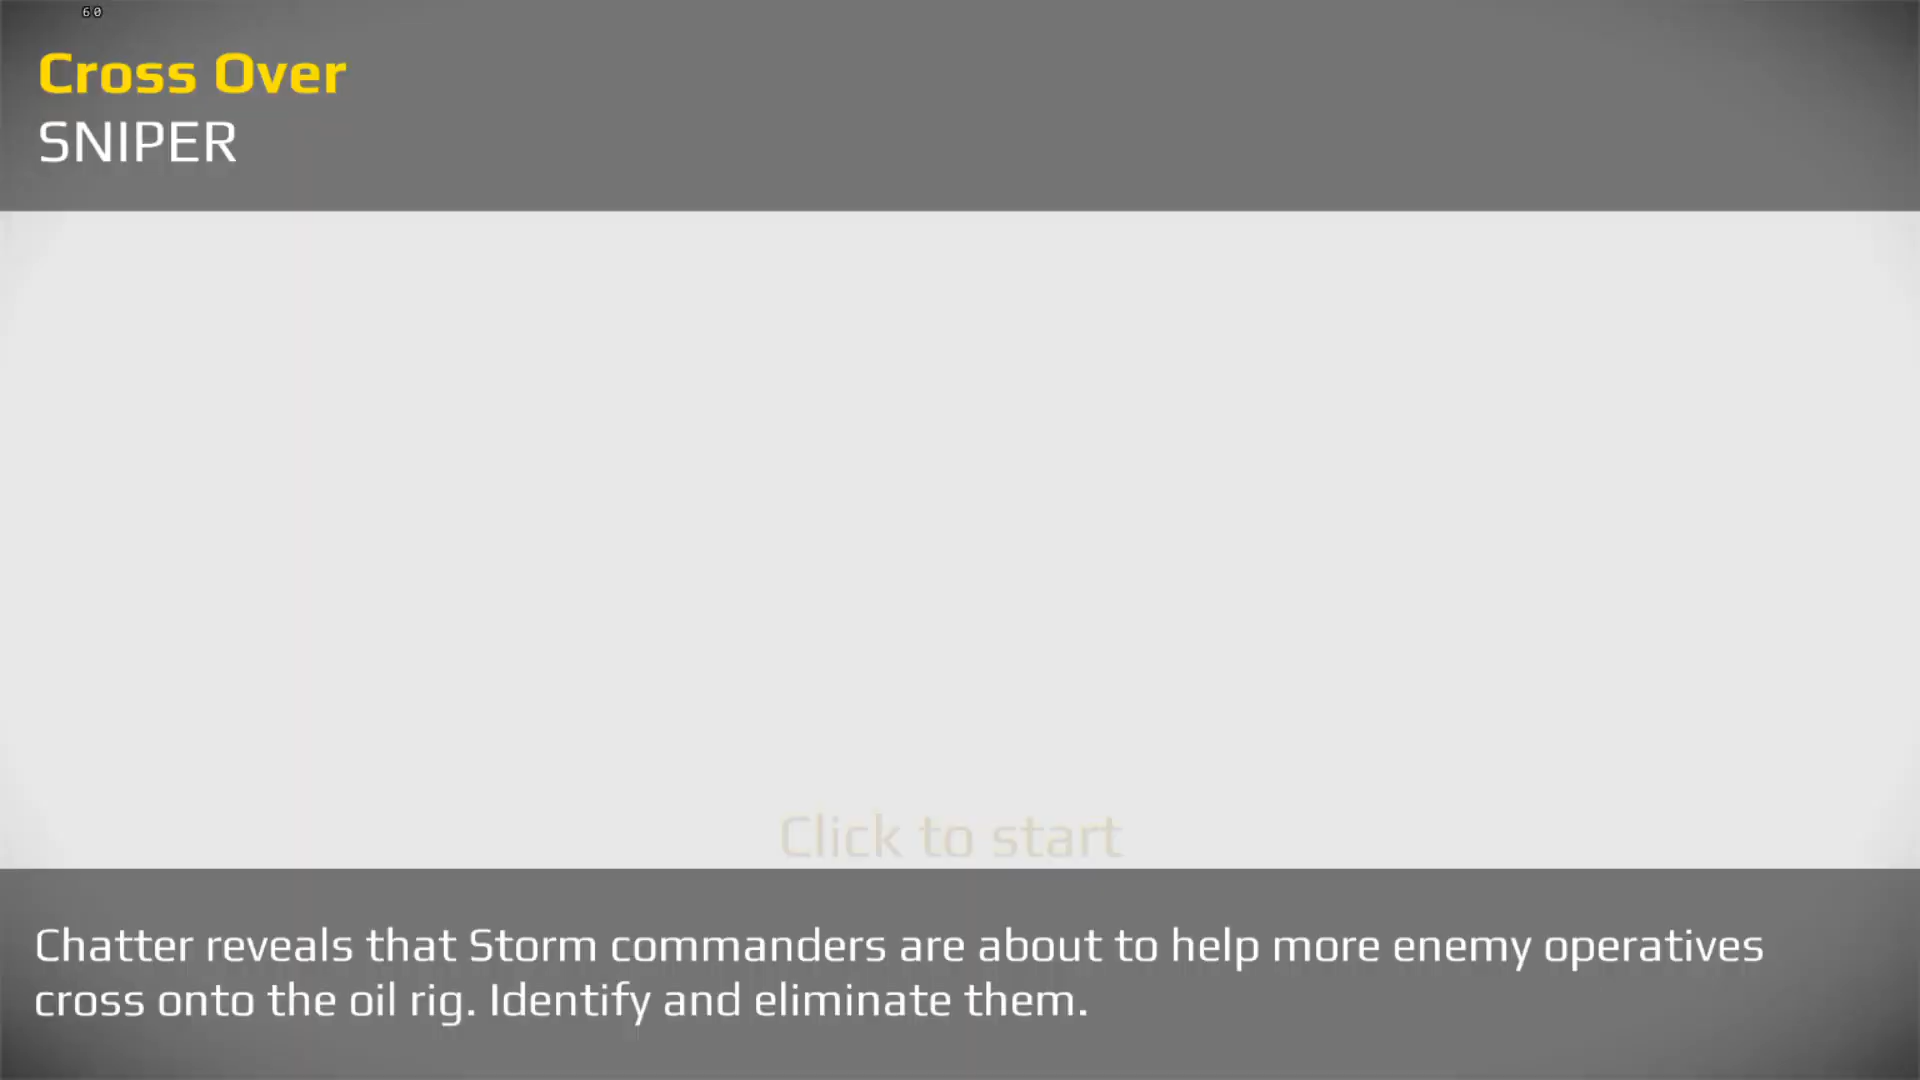 60
Cross Over
SNIPER
Click to start
Chatter reveals that Storm commanders are about to help more enemy operatives
cross onto the oil rig. Identify and eliminate them.